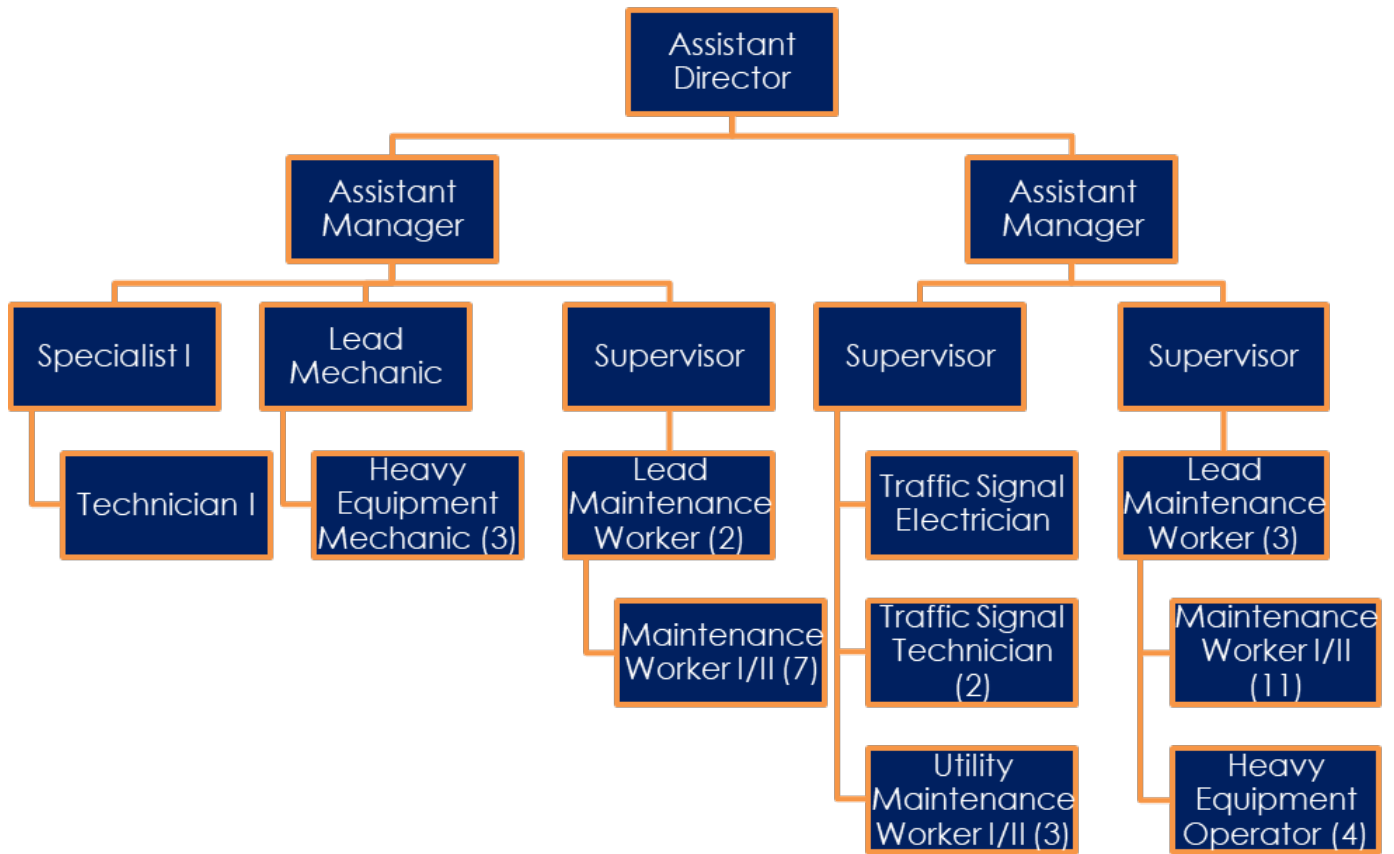 Assistant
Director
Assistant
Manager
Assistant
Manager
Specialist I
Lead
Mechanic
Supervisor
Supervisor
Supervisor
Technician I
Heavy
Equipment
Mechanic (3)
Lead
Maintenance
Worker (2)
Traffic Signal
Electrician
Lead
Maintenance
Worker (3)
Maintenance
Worker I/II (7)
Traffic Signal
Technician
(2)
Maintenance
Worker I/II
(11)
Utility
Maintenance
Worker I/II (3)
Heavy
Equipment
Operator (4)